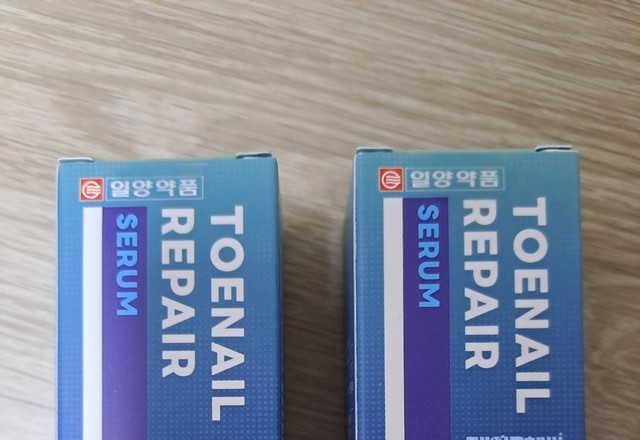 일양약품
TOENAIL
REPAIR
SERUM
일양약품
TOENAIL
REPAIR
SERUM